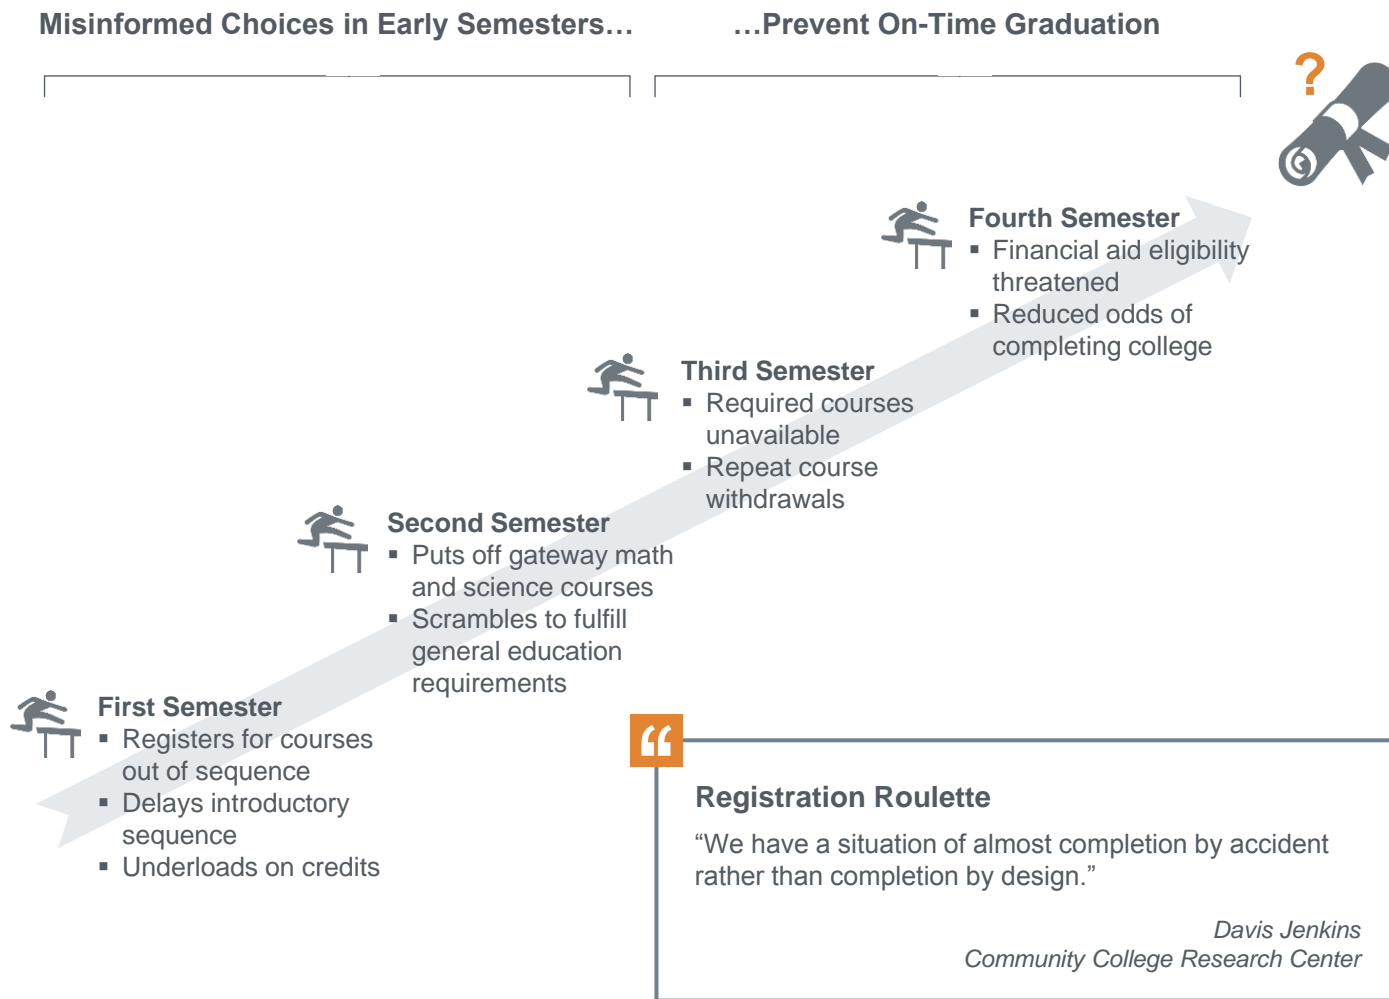 Misinformed Choices in Early Semesters…
…Prevent On-Time Graduation
?
Fourth Semester
▪ Financial aid eligibility
threatened
▪ Reduced odds of
completing college
Third Semester
▪ Required courses
unavailable
▪ Repeat course
withdrawals
Second Semester
▪ Puts off gateway math
and science courses
▪ Scrambles to fulfill
general education
requirements
First Semester
▪ Registers for courses
out of sequence
▪ Delays introductory
sequence
▪ Underloads on credits
“
Registration Roulette
“We have a situation of almost completion by accident
rather than completion by design.”
Davis Jenkins
Community College Research Center